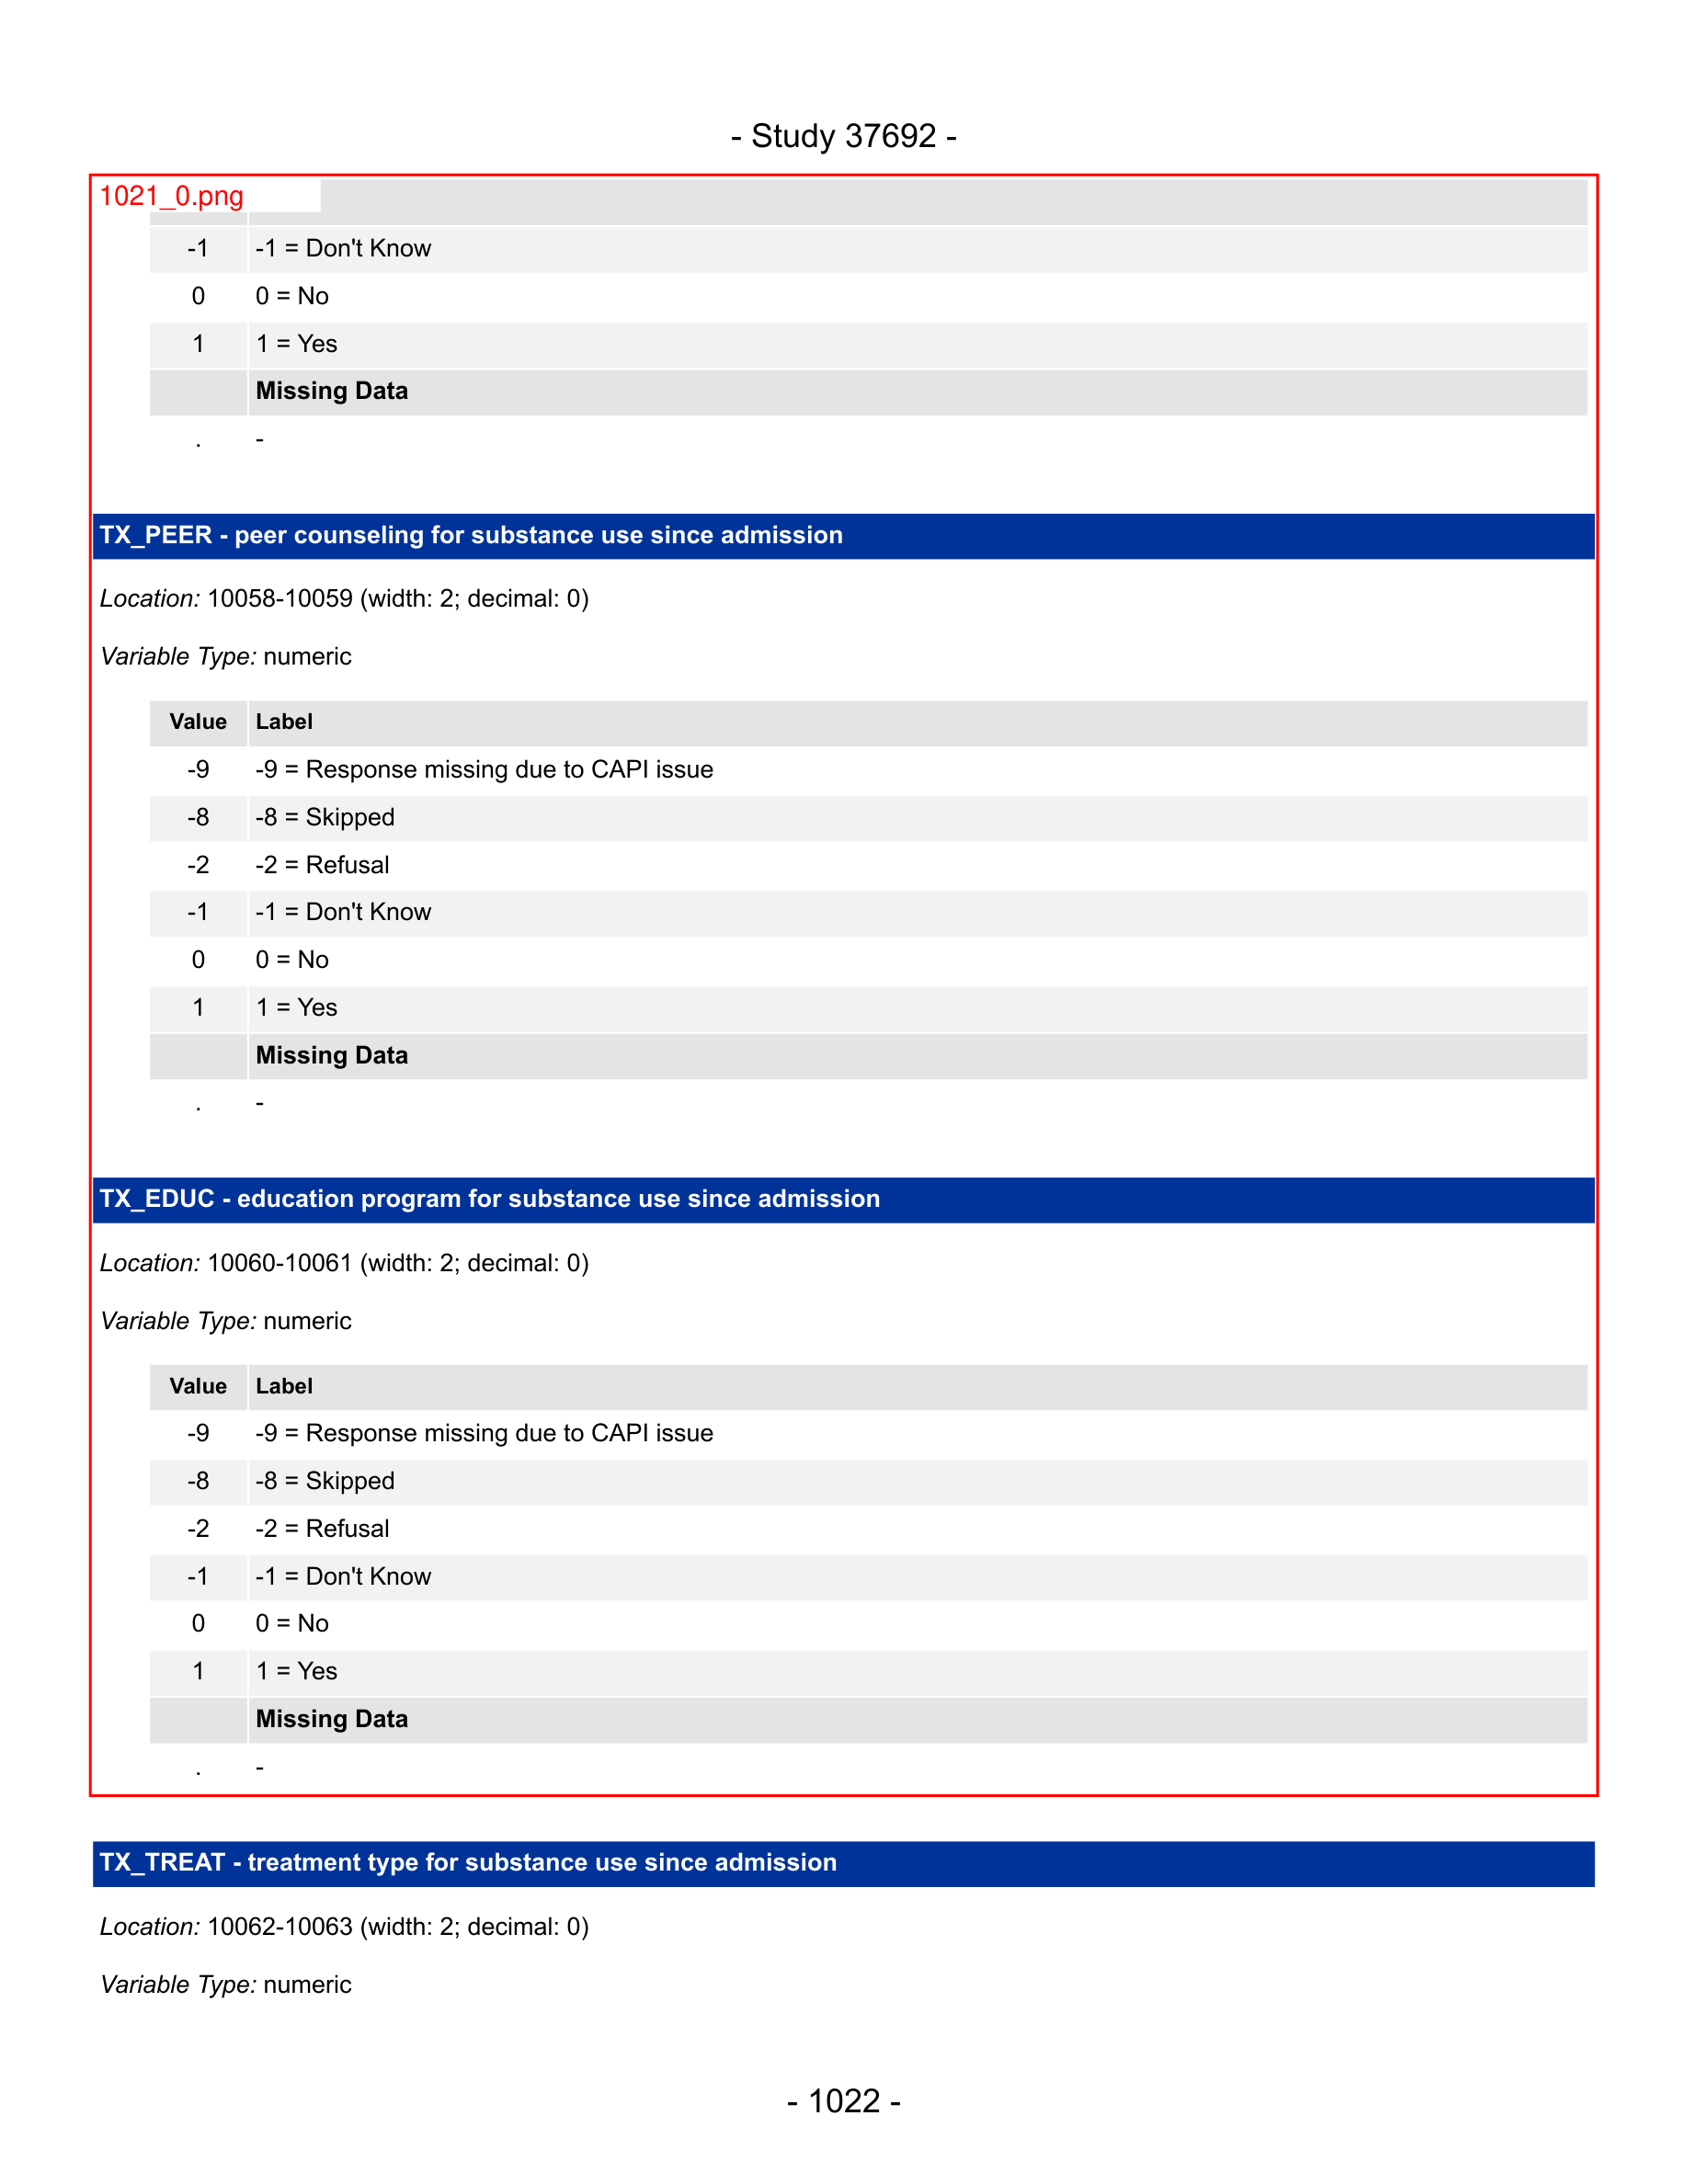 - Study 37692 -
1021_0.png
-1 -1 = Don't Know
0 0 = No
1 1 = Yes
Missing Data
. -
TX_PEER - peer counseling for substance use since admission
Location: 10058-10059 (width: 2; decimal: 0)
Variable Type: numeric
Value Label
-9 -9 = Response missing due to CAPI issue
-8 -8 = Skipped
-2 -2 = Refusal
-1 -1 = Don't Know
0 0 = No
1 1 = Yes
Missing Data
. -
TX_EDUC - education program for substance use since admission
Location: 10060-10061 (width: 2; decimal: 0)
Variable Type: numeric
Value Label
-9 -9 = Response missing due to CAPI issue
-8 -8 = Skipped
-2 -2 = Refusal
-1 -1 = Don't Know
0 0 = No
1 1 = Yes
Missing Data
. -
TX_TREAT - treatment type for substance use since admission
Location: 10062-10063 (width: 2; decimal: 0)
Variable Type: numeric
- 1022 -